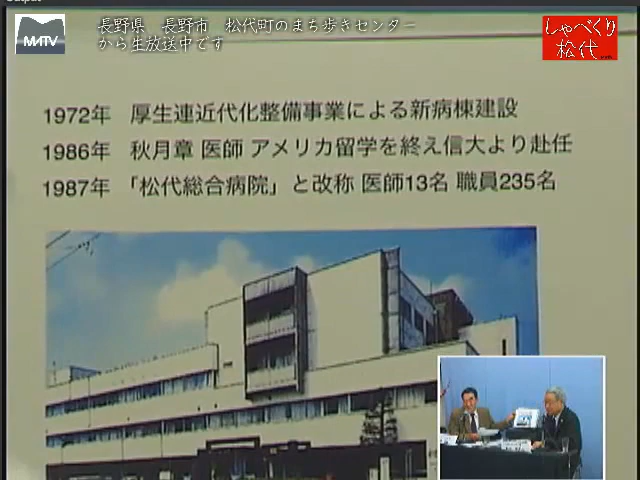 MATV
長野県 長野市 松代町のまち歩きセンター
から生放送中です
しゃべくり
松代
1972年 厚生連近代化整備事業による新病棟建設
1986年 秋月章 医師 アメリカ留学を終え信大より赴任
1987年 「松代総合病院」と改称 医師13名 職員235名